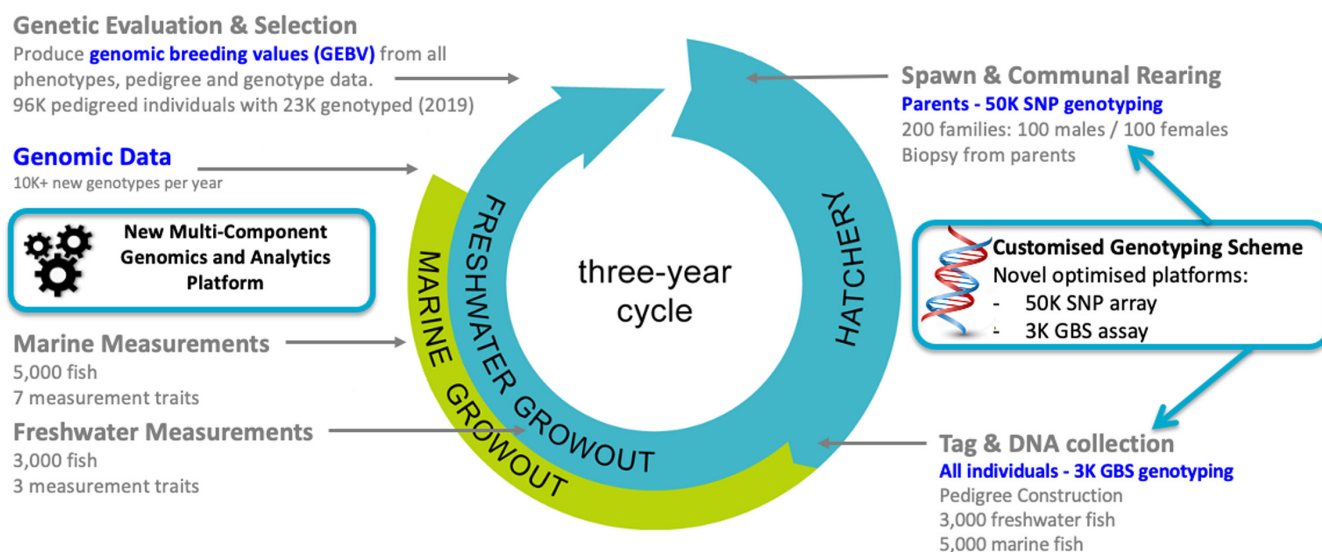 Genetic Evaluation & Selection
Produce genomic breeding values (GEBV) from all
phenotypes, pedigree and genotype data.
96K pedigreed individuals with 23K genotyped (2019)
Genomic Data
10K+ new genotypes per year
New Multi-Component
Genomics and Analytics
Platform
Marine Measurements
5,000 fish
7 measurement traits
Freshwater Measurements
3,000 fish
3 measurement traits
FRESHWATER GROWOUT
MARINE GROWOUT
HATCHERY
three-year
cycle
Spawn & Communal Rearing
Parents - 50K SNP genotyping
200 families: 100 males / 100 females
Biopsy from parents
Customised Genotyping Scheme
Novel optimised platforms:
- 50K SNP array
- 3K GBS assay
Tag & DNA collection
All individuals - 3K GBS genotyping
Pedigree Construction
3,000 freshwater fish
5,000 marine fish